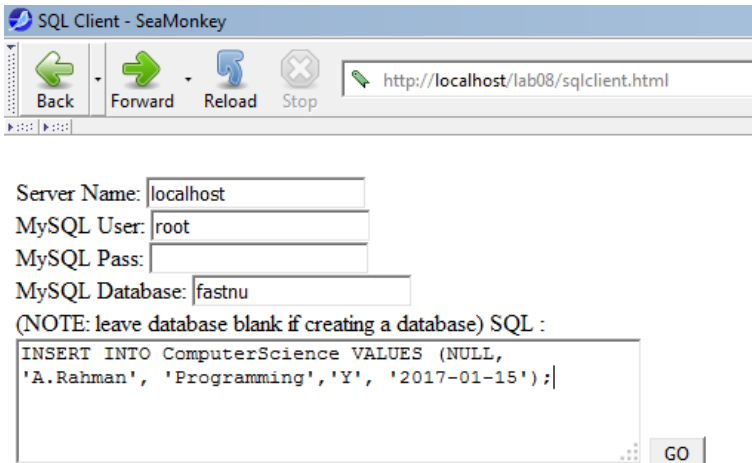 SQL Client - SeaMonkey
Back Forward Reload Stop http://localhost/lab08/sqlclient.html
Server Name: localhost
MySQL User: root
MySQL Pass:
MySQL Database: fastnu
(NOTE: leave database blank if creating a database) SQL :
INSERT INTO ComputerScience VALUES (NULL,
'A.Rahman', 'Programming','Y', '2017-01-15');
GO